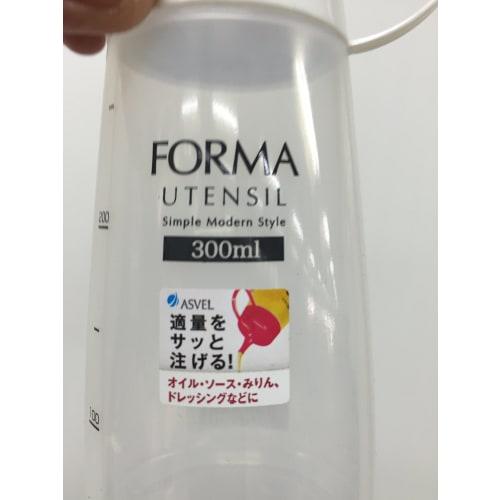 FORMA
UTENSIL
Simple Modern Style
300ml
200
100
ASVEL
適量を
サッと
注げる!
オイル・ソース・みりん、
ドレッシングなどに